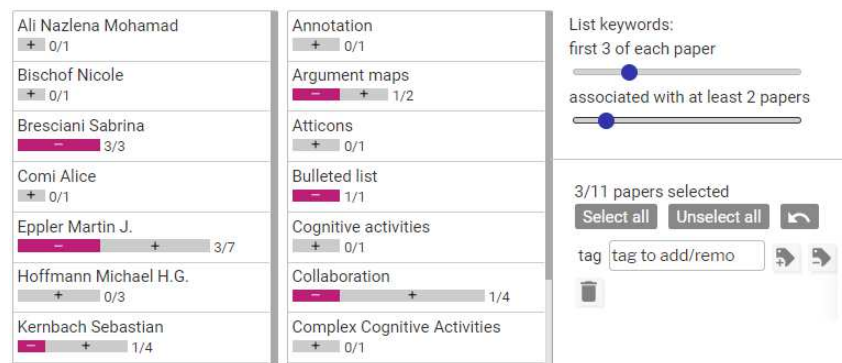 Ali Nazlena Mohamad
+ 0/1
Bischof Nicole
+ 0/1
Bresciani Sabrina
− 3/3
Comi Alice
+ 0/1
Eppler Martin J.
− + 3/7
Hoffmann Michael H.G.
+ 0/3
Kernbach Sebastian
− + 1/4
Annotation
+ 0/1
Argument maps
− + 1/2
Atticons
+ 0/1
Bulleted list
− 1/1
Cognitive activities
+ 0/1
Collaboration
− + 1/4
Complex Cognitive Activities
+ 0/1
List keywords:
first 3 of each paper
associated with at least 2 papers
3/11 papers selected
Select all Unselect all
tag tag to add/remo